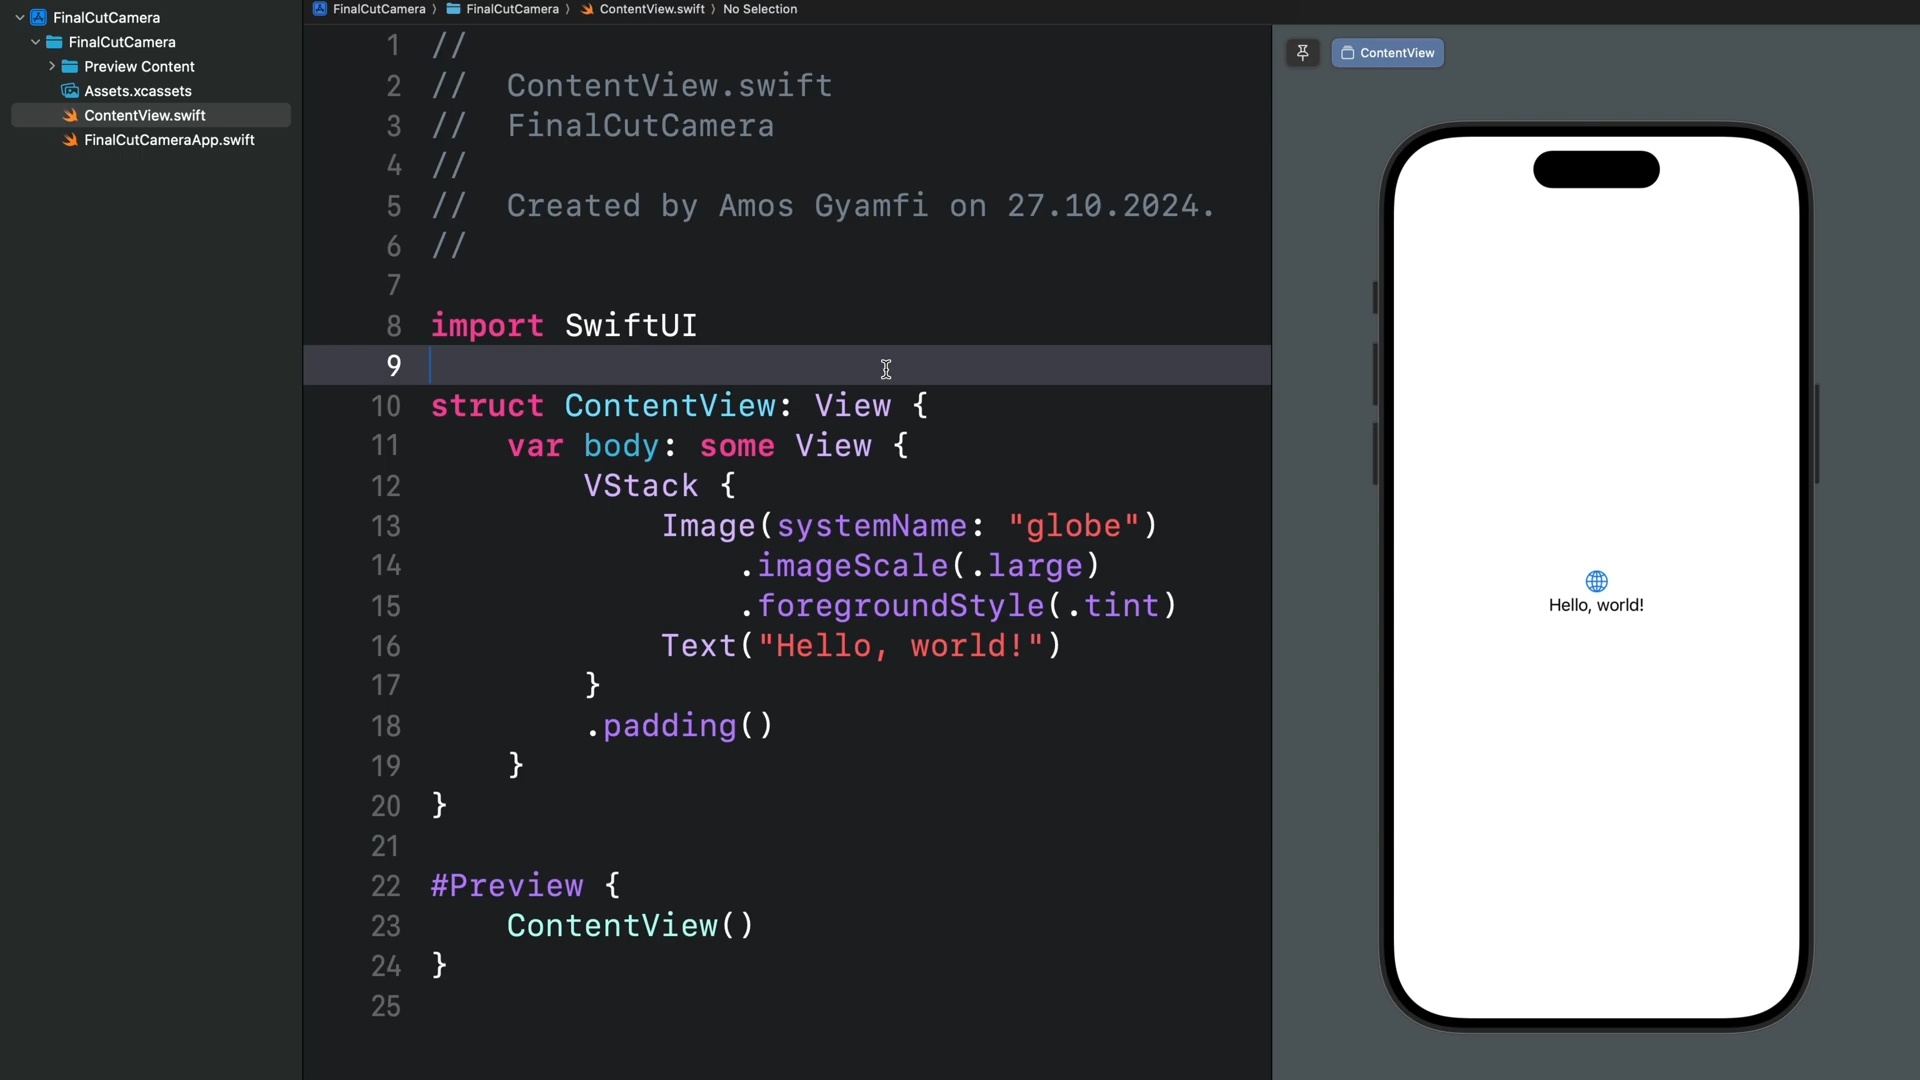 FinalCutCamera
FinalCutCamera
Preview Content
Assets.xcassets
ContentView.swift
FinalCutCameraApp.swift
FinalCutCamera 〉 FinalCutCamera 〉 ContentView.swift 〉 No Selection
1 //
2 //  ContentView.swift
3 //  FinalCutCamera
4 //
5 //  Created by Amos Gyamfi on 27.10.2024.
6 //
7
8 import SwiftUI
9
10 struct ContentView: View {
11     var body: some View {
12         VStack {
13             Image(systemName: "globe")
14                 .imageScale(.large)
15                 .foregroundStyle(.tint)
16             Text("Hello, world!")
17         }
18         .padding()
19     }
20 }
21
22 #Preview {
23     ContentView()
24 }
25
ContentView
Hello, world!